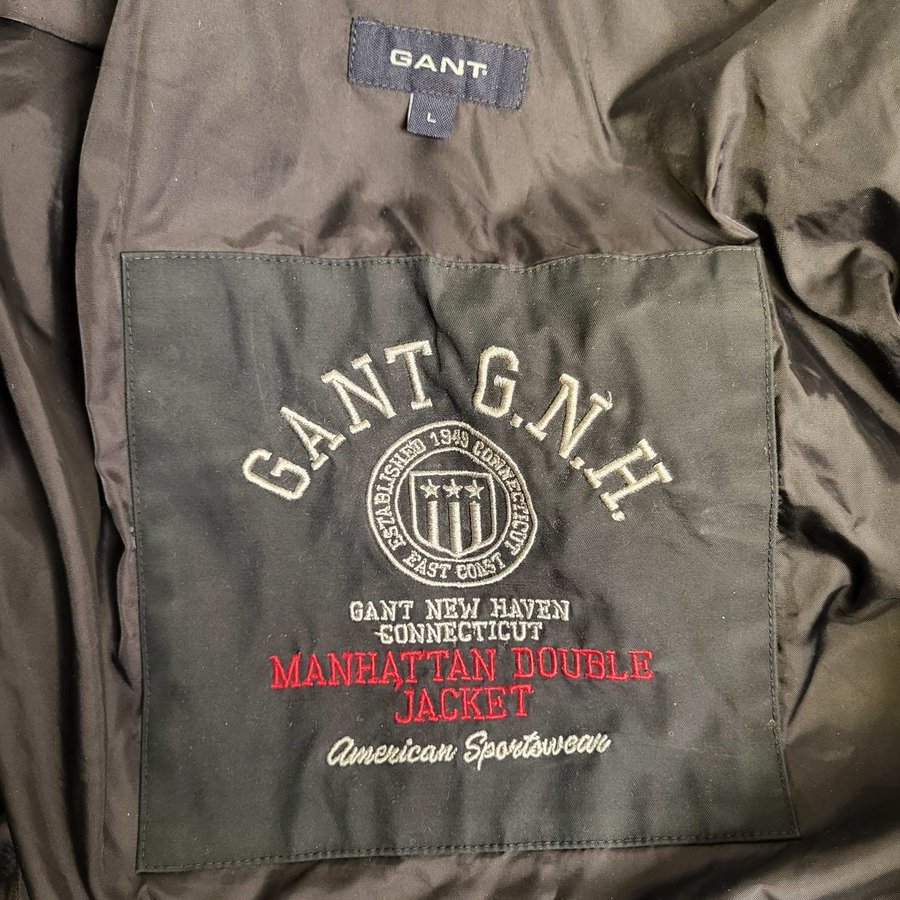 GANT
L
GANT G.N.H.
ESTABLISHED 1949 CONNECTICUT
EAST COAST
GANT NEW HAVEN
CONNECTICUT
MANHATTAN DOUBLE
JACKET
American Sportswear